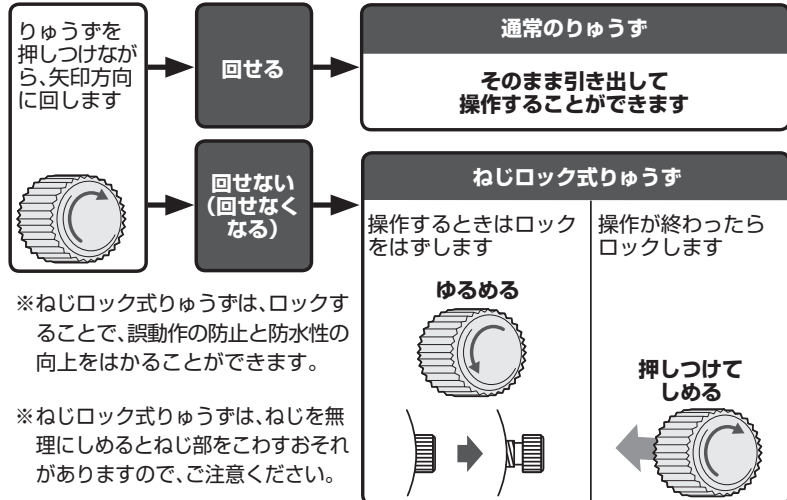 りゅうずを
押しつけなが
ら、矢印方向
に回します
回せる
通常のりゅうず
そのまま引き出して
操作することができます
回せない
(回せなく
なる)
ねじロック式りゅうず
操作するときはロック
をはずします
ゆるめる
操作が終わったら
ロックします
押しつけて
しめる
※ねじロック式りゅうずは、ロックす
ることで、誤動作の防止と防水性の
向上をはかることができます。
※ねじロック式りゅうずは、ねじを無
理にしめるとねじ部をこわすおそれ
がありますので、ご注意ください。